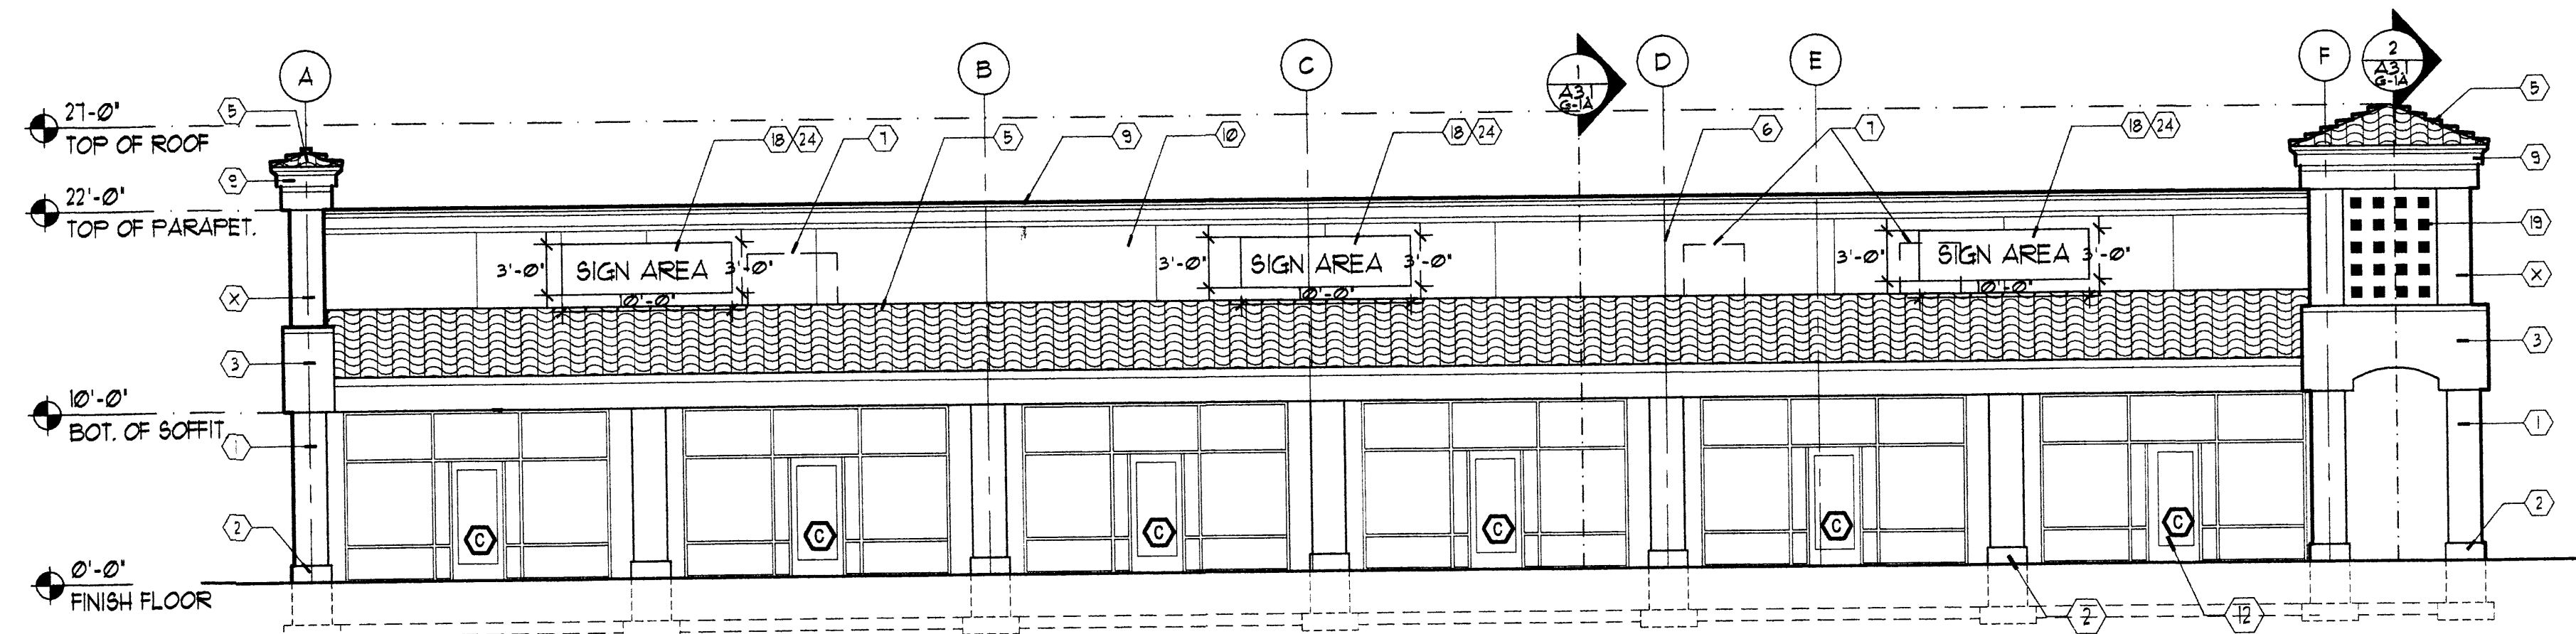 A
B
C
D
E
F
1
A3.1
G-1A
2
A3.1
G-1A
27'-0"
TOP OF ROOF
5
18
24
7
5
9
10
18
24
6
7
18
24
5
9
9
22'-0"
TOP OF PARAPET.
19
3'-0"
SIGN AREA
3'-0"
10'-0"
3'-0"
SIGN AREA
3'-0"
10'-0"
3'-0"
SIGN AREA
3'-0"
10'-0"
X
X
3
3
10'-0"
BOT. OF SOFFIT
1
1
2
C
C
C
C
C
C
2
0'-0"
FINISH FLOOR
2
12